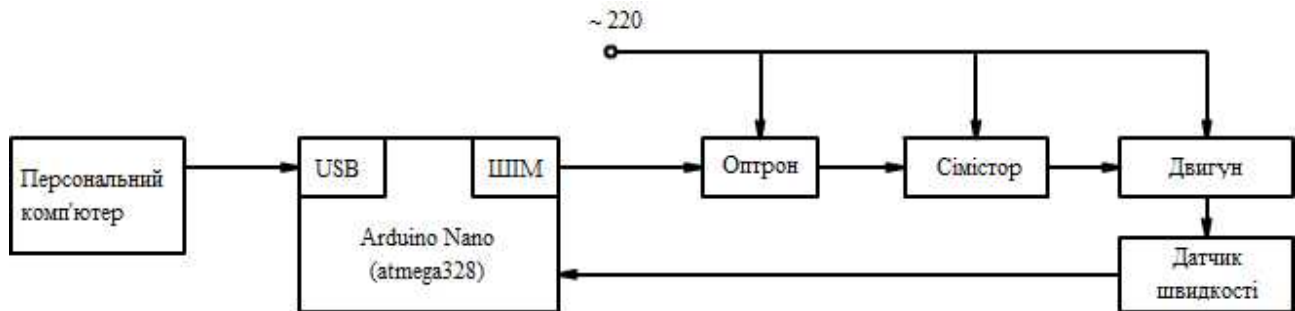 ~ 220
Персональний
комп'ютер
USB
ШІМ
Arduino Nano
(atmega328)
Оптрон
Сімістор
Двигун
Датчик
швидкості